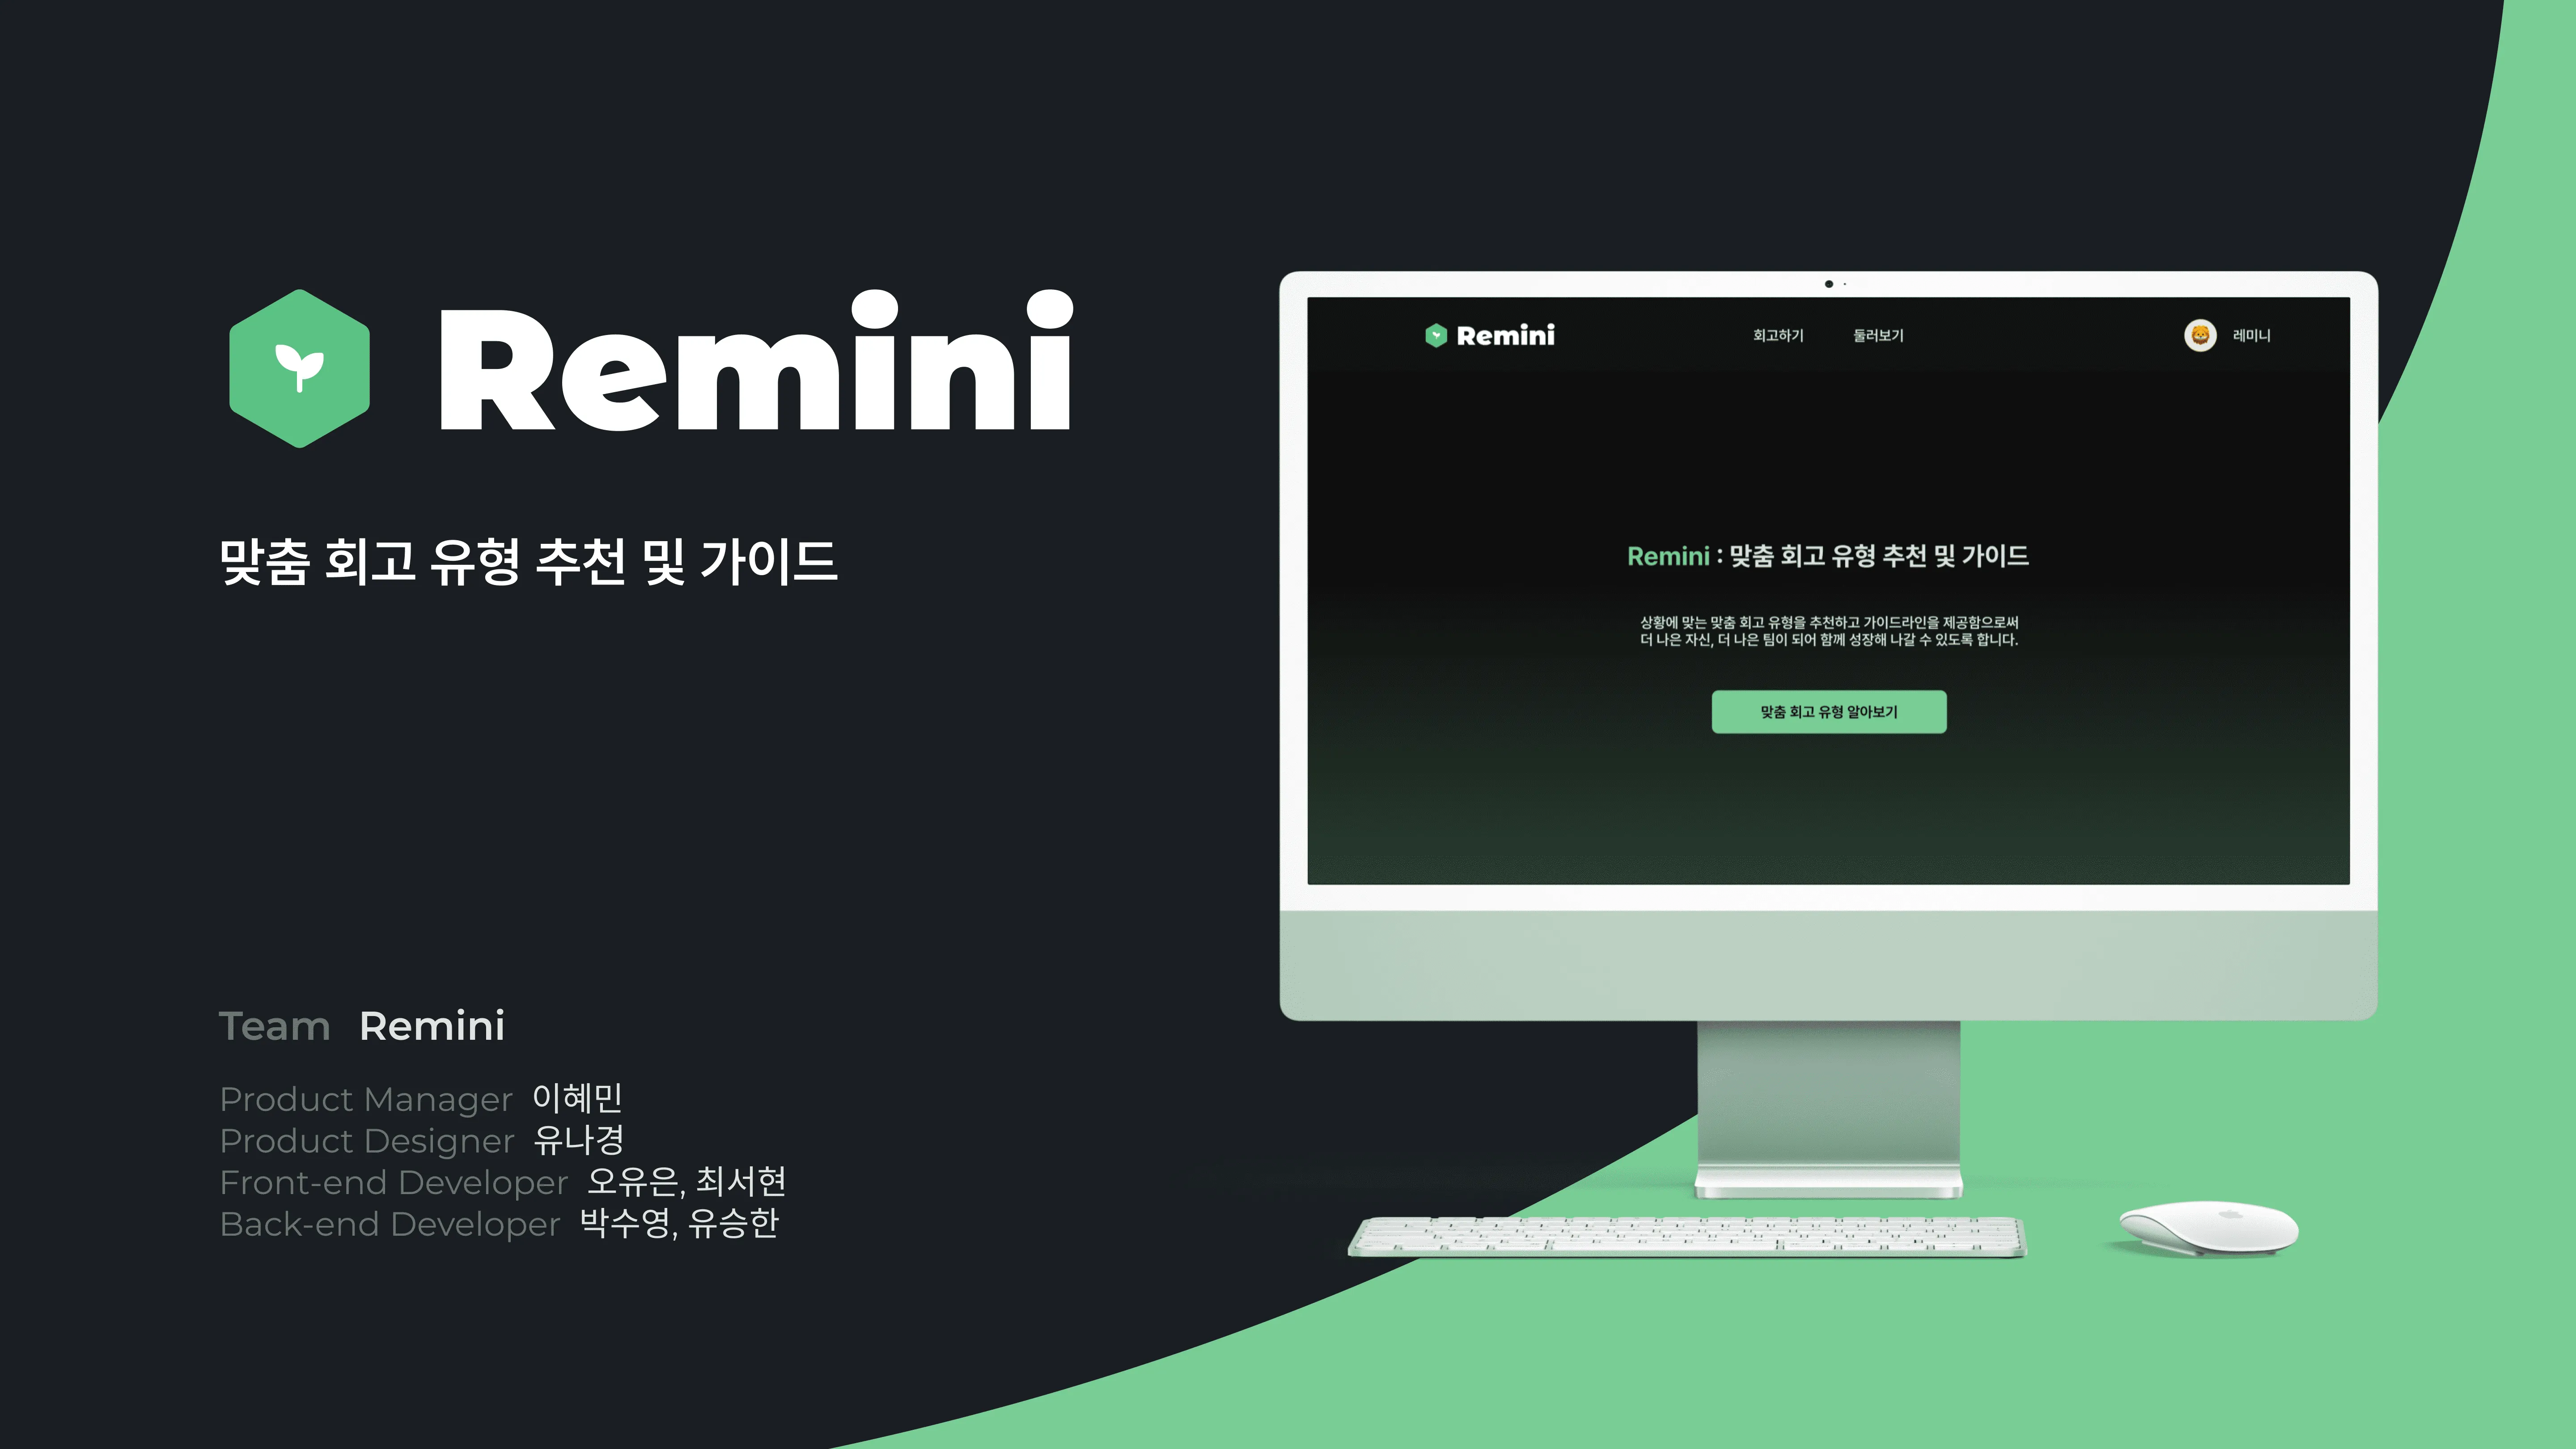 Remini
맞춤 회고 유형 추천 및 가이드
Team Remini
Product Manager 이혜민
Product Designer 유나경
Front-end Developer 오유은, 최서현
Back-end Developer 박수영, 유승한
Remini 회고하기 둘러보기 레미니
Remini : 맞춤 회고 유형 추천 및 가이드
상황에 맞는 맞춤 회고 유형을 추천하고 가이드라인을 제공함으로써
더 나은 자신, 더 나은 팀이 되어 함께 성장해 나갈 수 있도록 합니다.
맞춤 회고 유형 알아보기